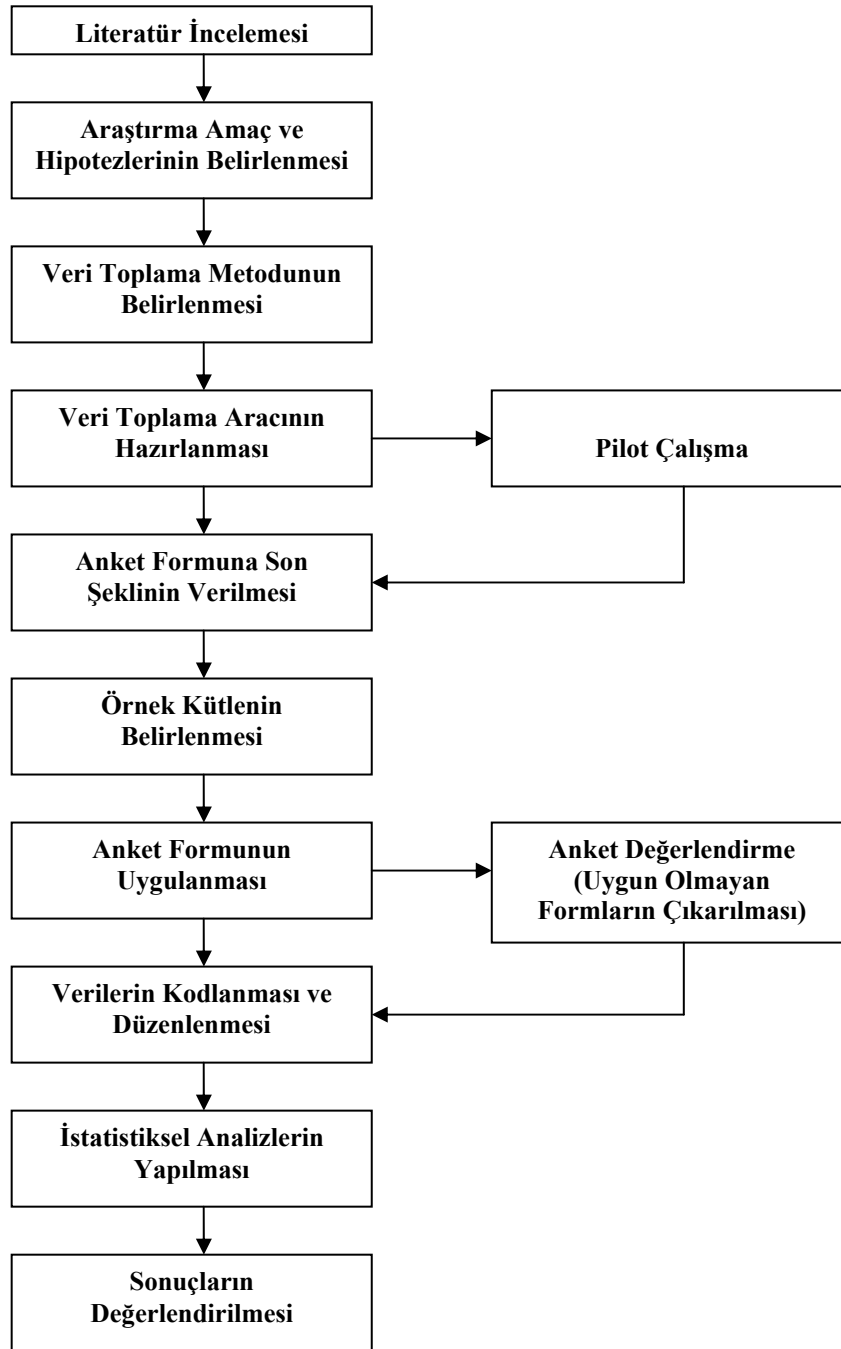 Literatür İncelemesi
Araştırma Amaç ve
Hipotezlerinin Belirlenmesi
Veri Toplama Metodunun
Belirlenmesi
Veri Toplama Aracının
Hazırlanması
Pilot Çalışma
Anket Formuna Son
Şeklinin Verilmesi
Örnek Kütlenin
Belirlenmesi
Anket Formunun
Uygulanması
Anket Değerlendirme
(Uygun Olmayan
Formların Çıkarılması)
Verilerin Kodlanması ve
Düzenlenmesi
İstatistiksel Analizlerin
Yapılması
Sonuçların
Değerlendirilmesi